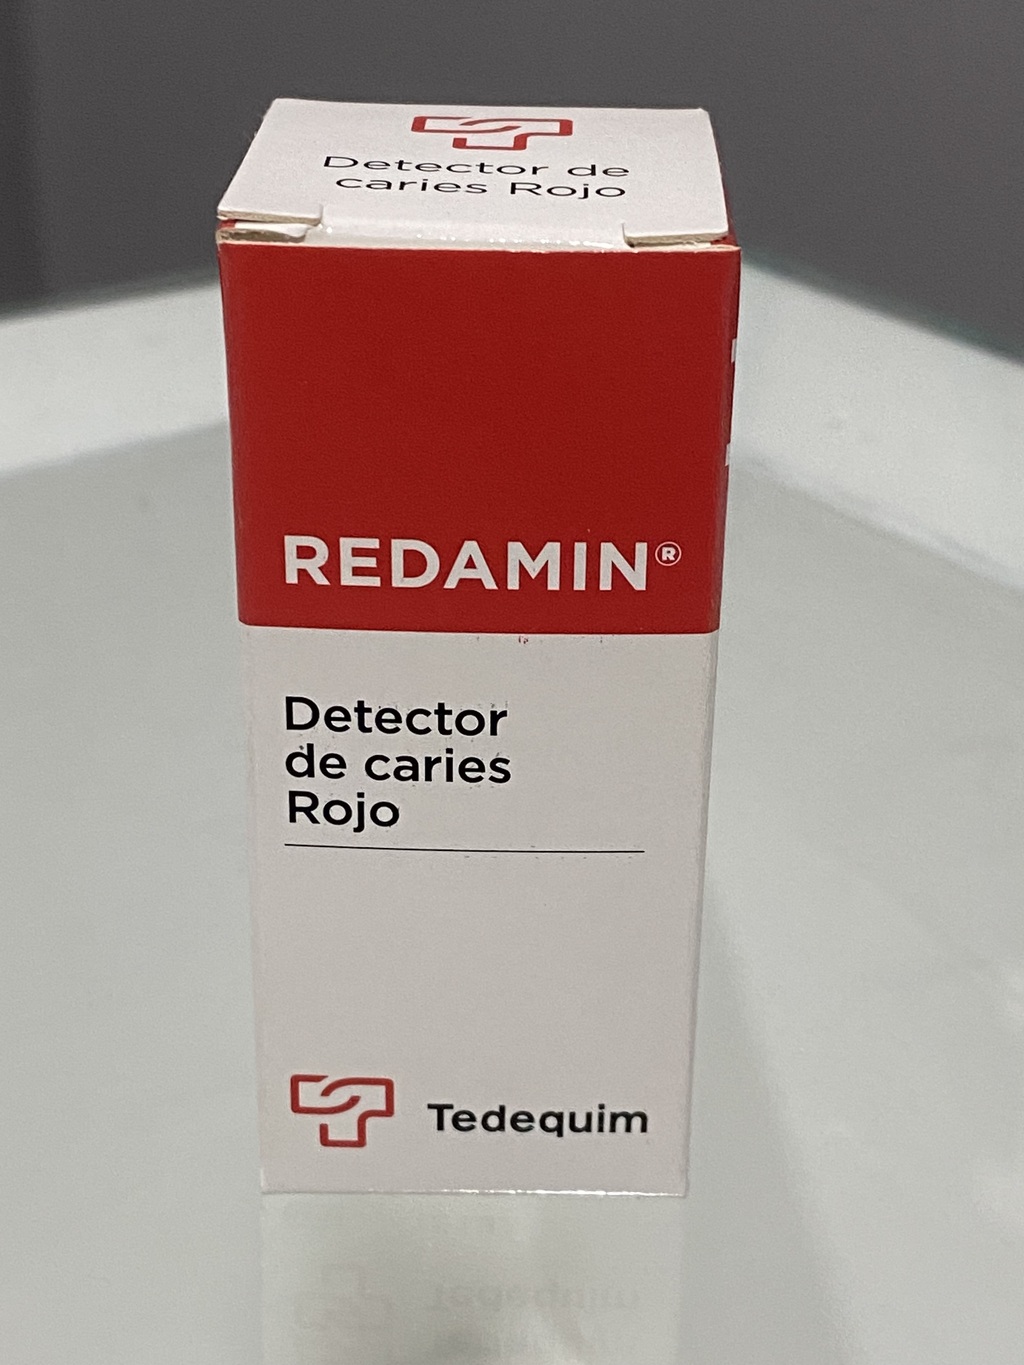 Detector de
caries Rojo
REDAMIN®
Detector
de caries
Rojo
Tedequim